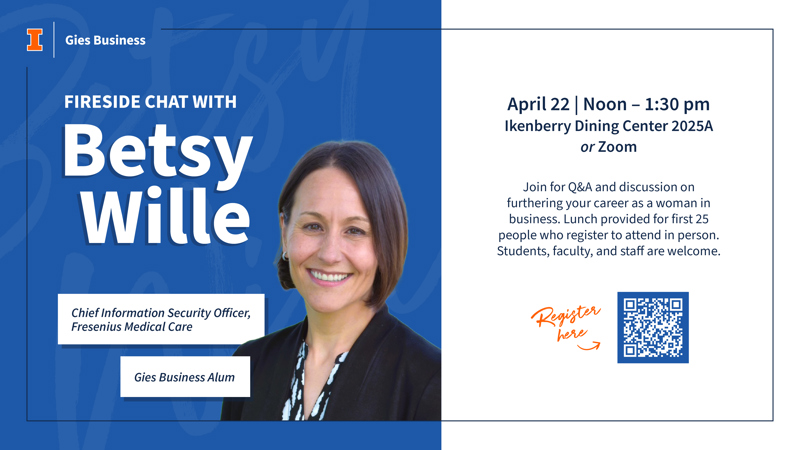 I
Gies Business
FIRESIDE CHAT WITH
Betsy
Wille
Chief Information Security Officer,
Fresenius Medical Care
Gies Business Alum
April 22 | Noon – 1:30 pm
Ikenberry Dining Center 2025A
or Zoom
Join for Q&A and discussion on
furthering your career as a woman in
business. Lunch provided for first 25
people who register to attend in person.
Students, faculty, and staff are welcome.
Register
here